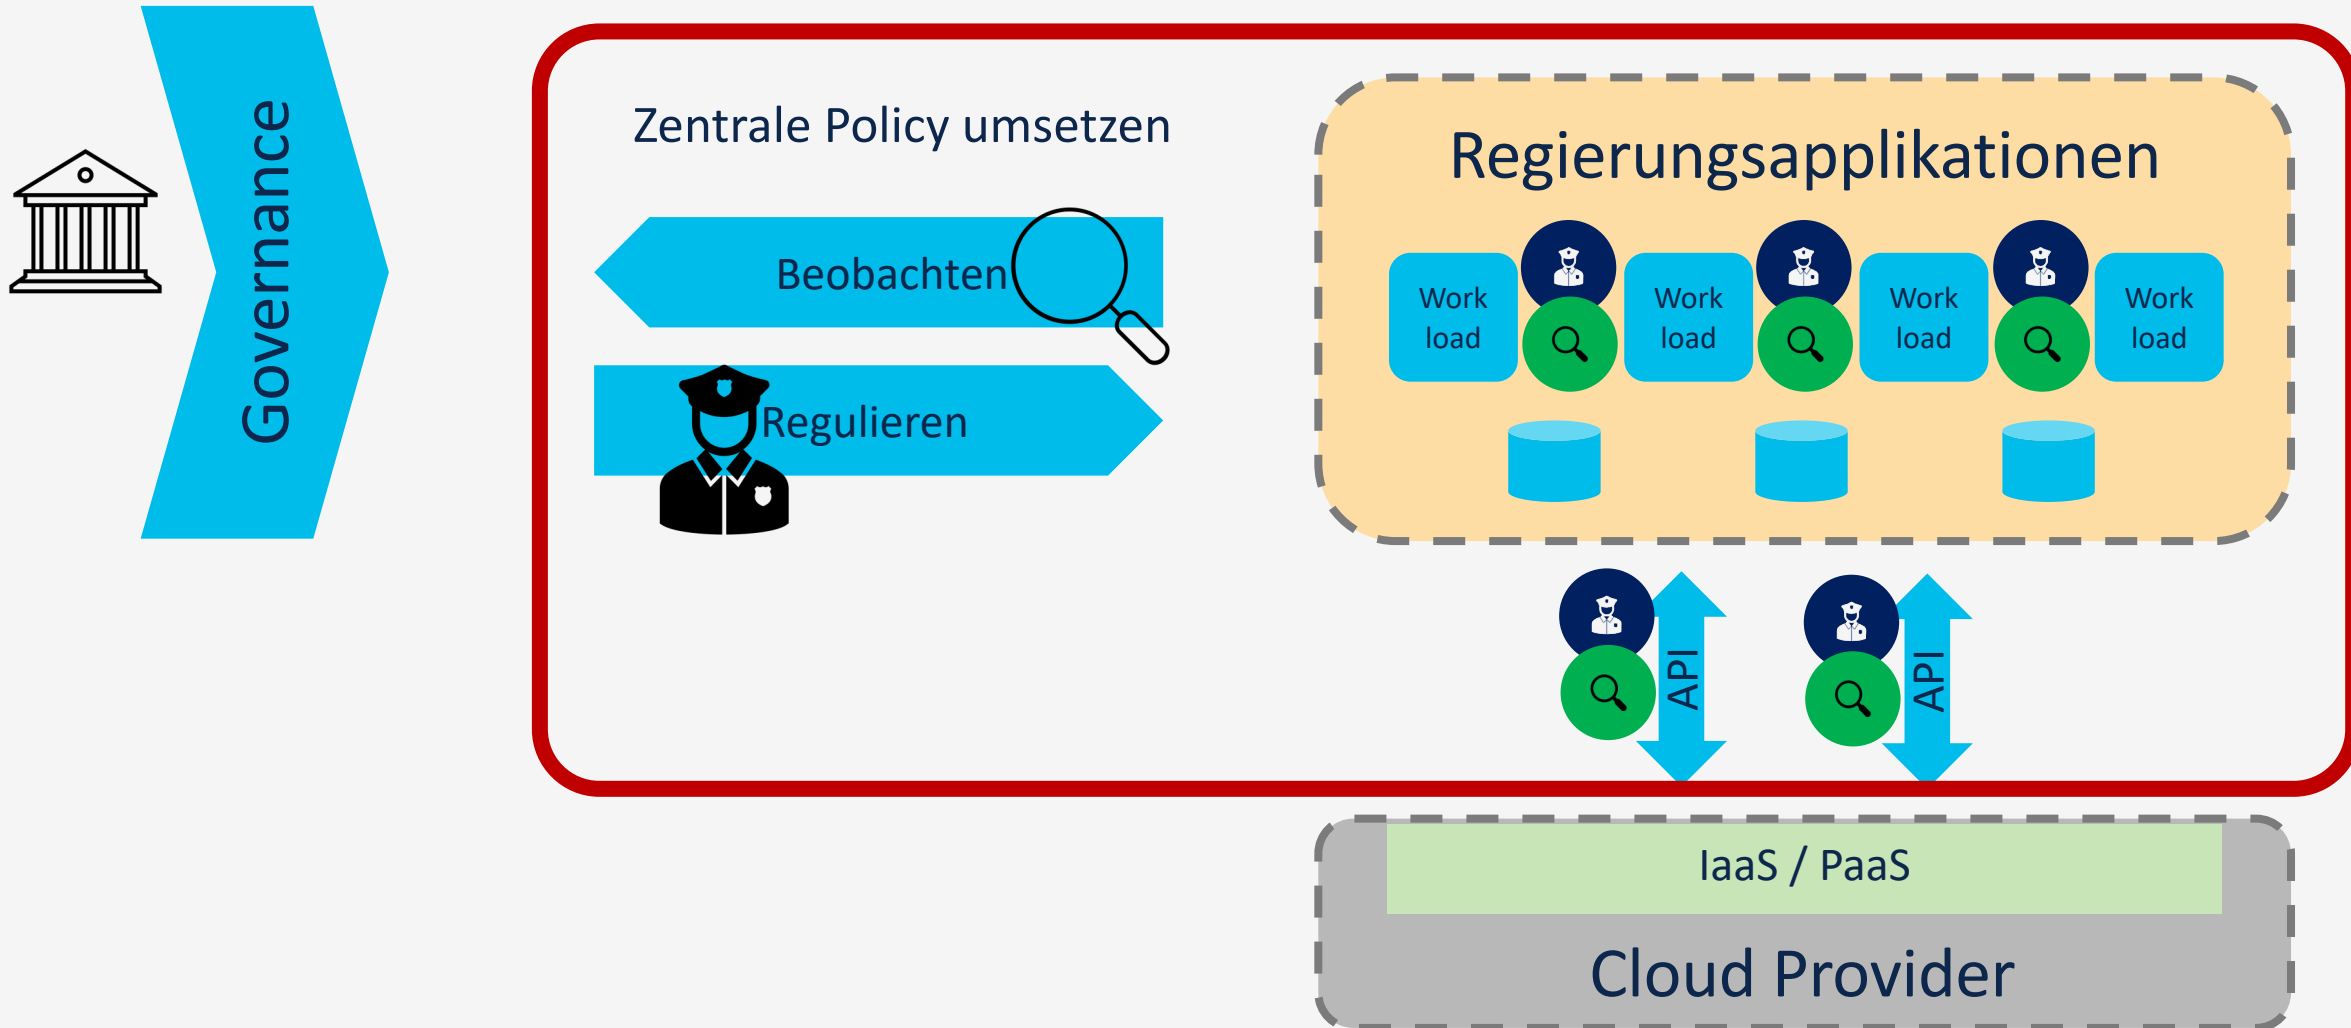 Governance
Zentrale Policy umsetzen
Beobachten
Regulieren
Regierungsapplikationen
Work
load
Work
load
Work
load
Work
load
API
API
IaaS / PaaS
Cloud Provider